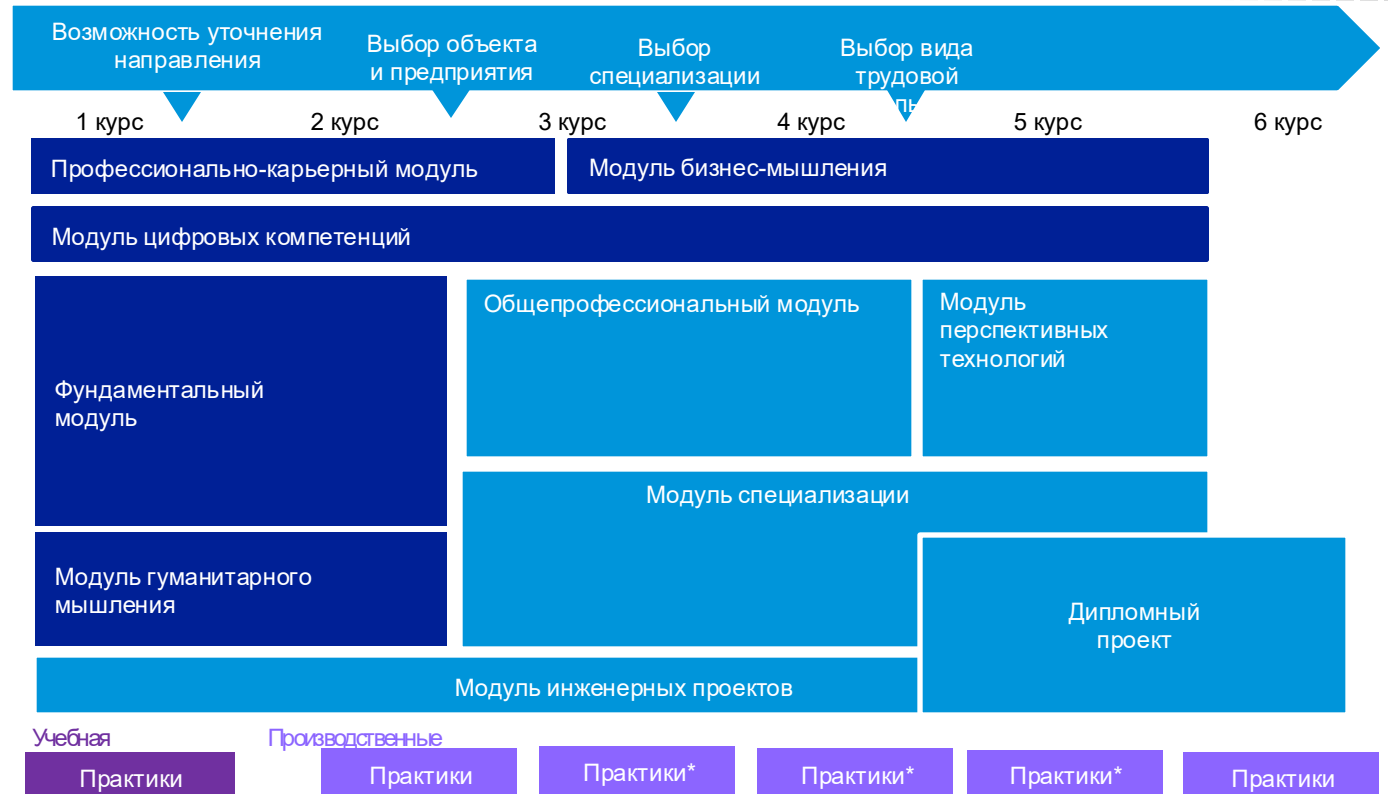 Возможность уточнения
направления
Выбор объекта
и предприятия
Выбор
специализации
Выбор вида
трудовой
1 курс
2 курс
3 курс
4 курс
5 курс
6 курс
Профессионально-карьерный модуль
Модуль бизнес-мышления
Модуль цифровых компетенций
Фундаментальный
модуль
Общепрофессиональный модуль
Модуль
перспективных
технологий
Модуль специализации
Модуль гуманитарного
мышления
Дипломный
проект
Модуль инженерных проектов
Учебная
Производственные
Практики
Практики
Практики*
Практики*
Практики*
Практики